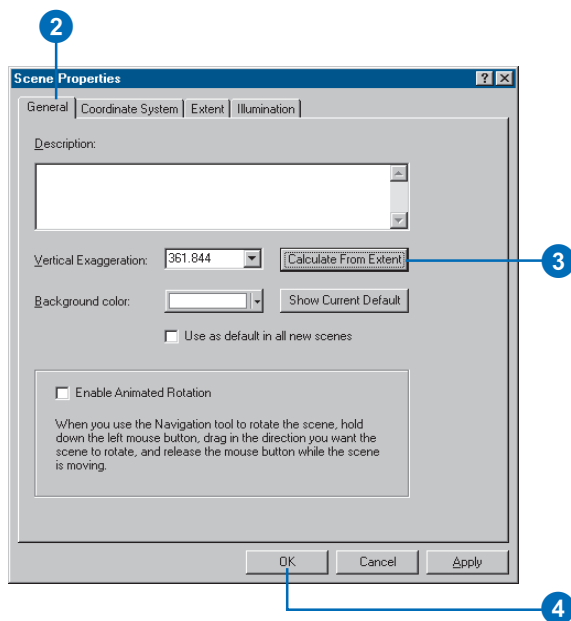 2
Scene Properties
General Coordinate System Extent Illumination
Description:
Vertical Exaggeration: 361.844 Calculate From Extent
3
Background color: Show Current Default
Use as default in all new scenes
Enable Animated Rotation
When you use the Navigation tool to rotate the scene, hold
down the left mouse button, drag in the direction you want the
scene to rotate, and release the mouse button while the scene
is moving.
OK Cancel Apply
4